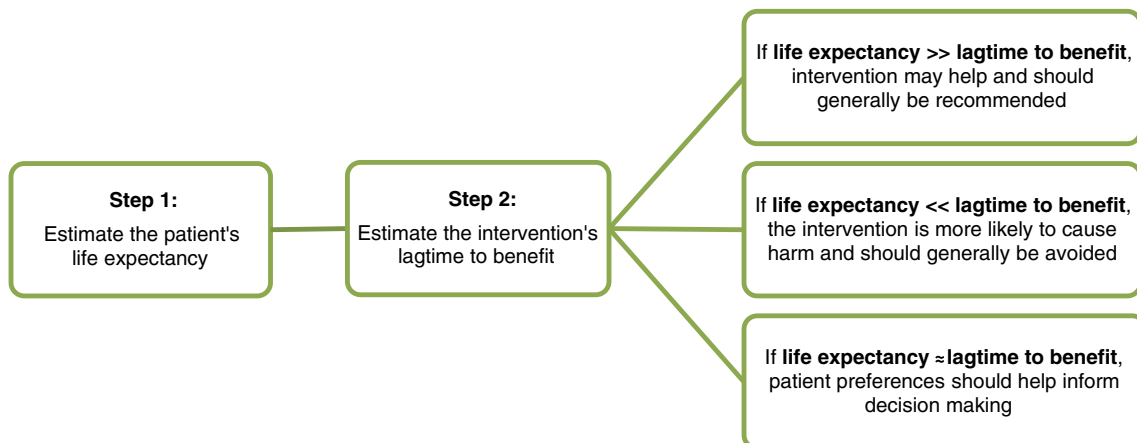 Step 1:
Estimate the patient's
life expectancy
Step 2:
Estimate the intervention's
lagtime to benefit
If life expectancy >> lagtime to benefit,
intervention may help and should
generally be recommended
If life expectancy << lagtime to benefit,
the intervention is more likely to cause
harm and should generally be avoided
If life expectancy ≈lagtime to benefit,
patient preferences should help inform
decision making